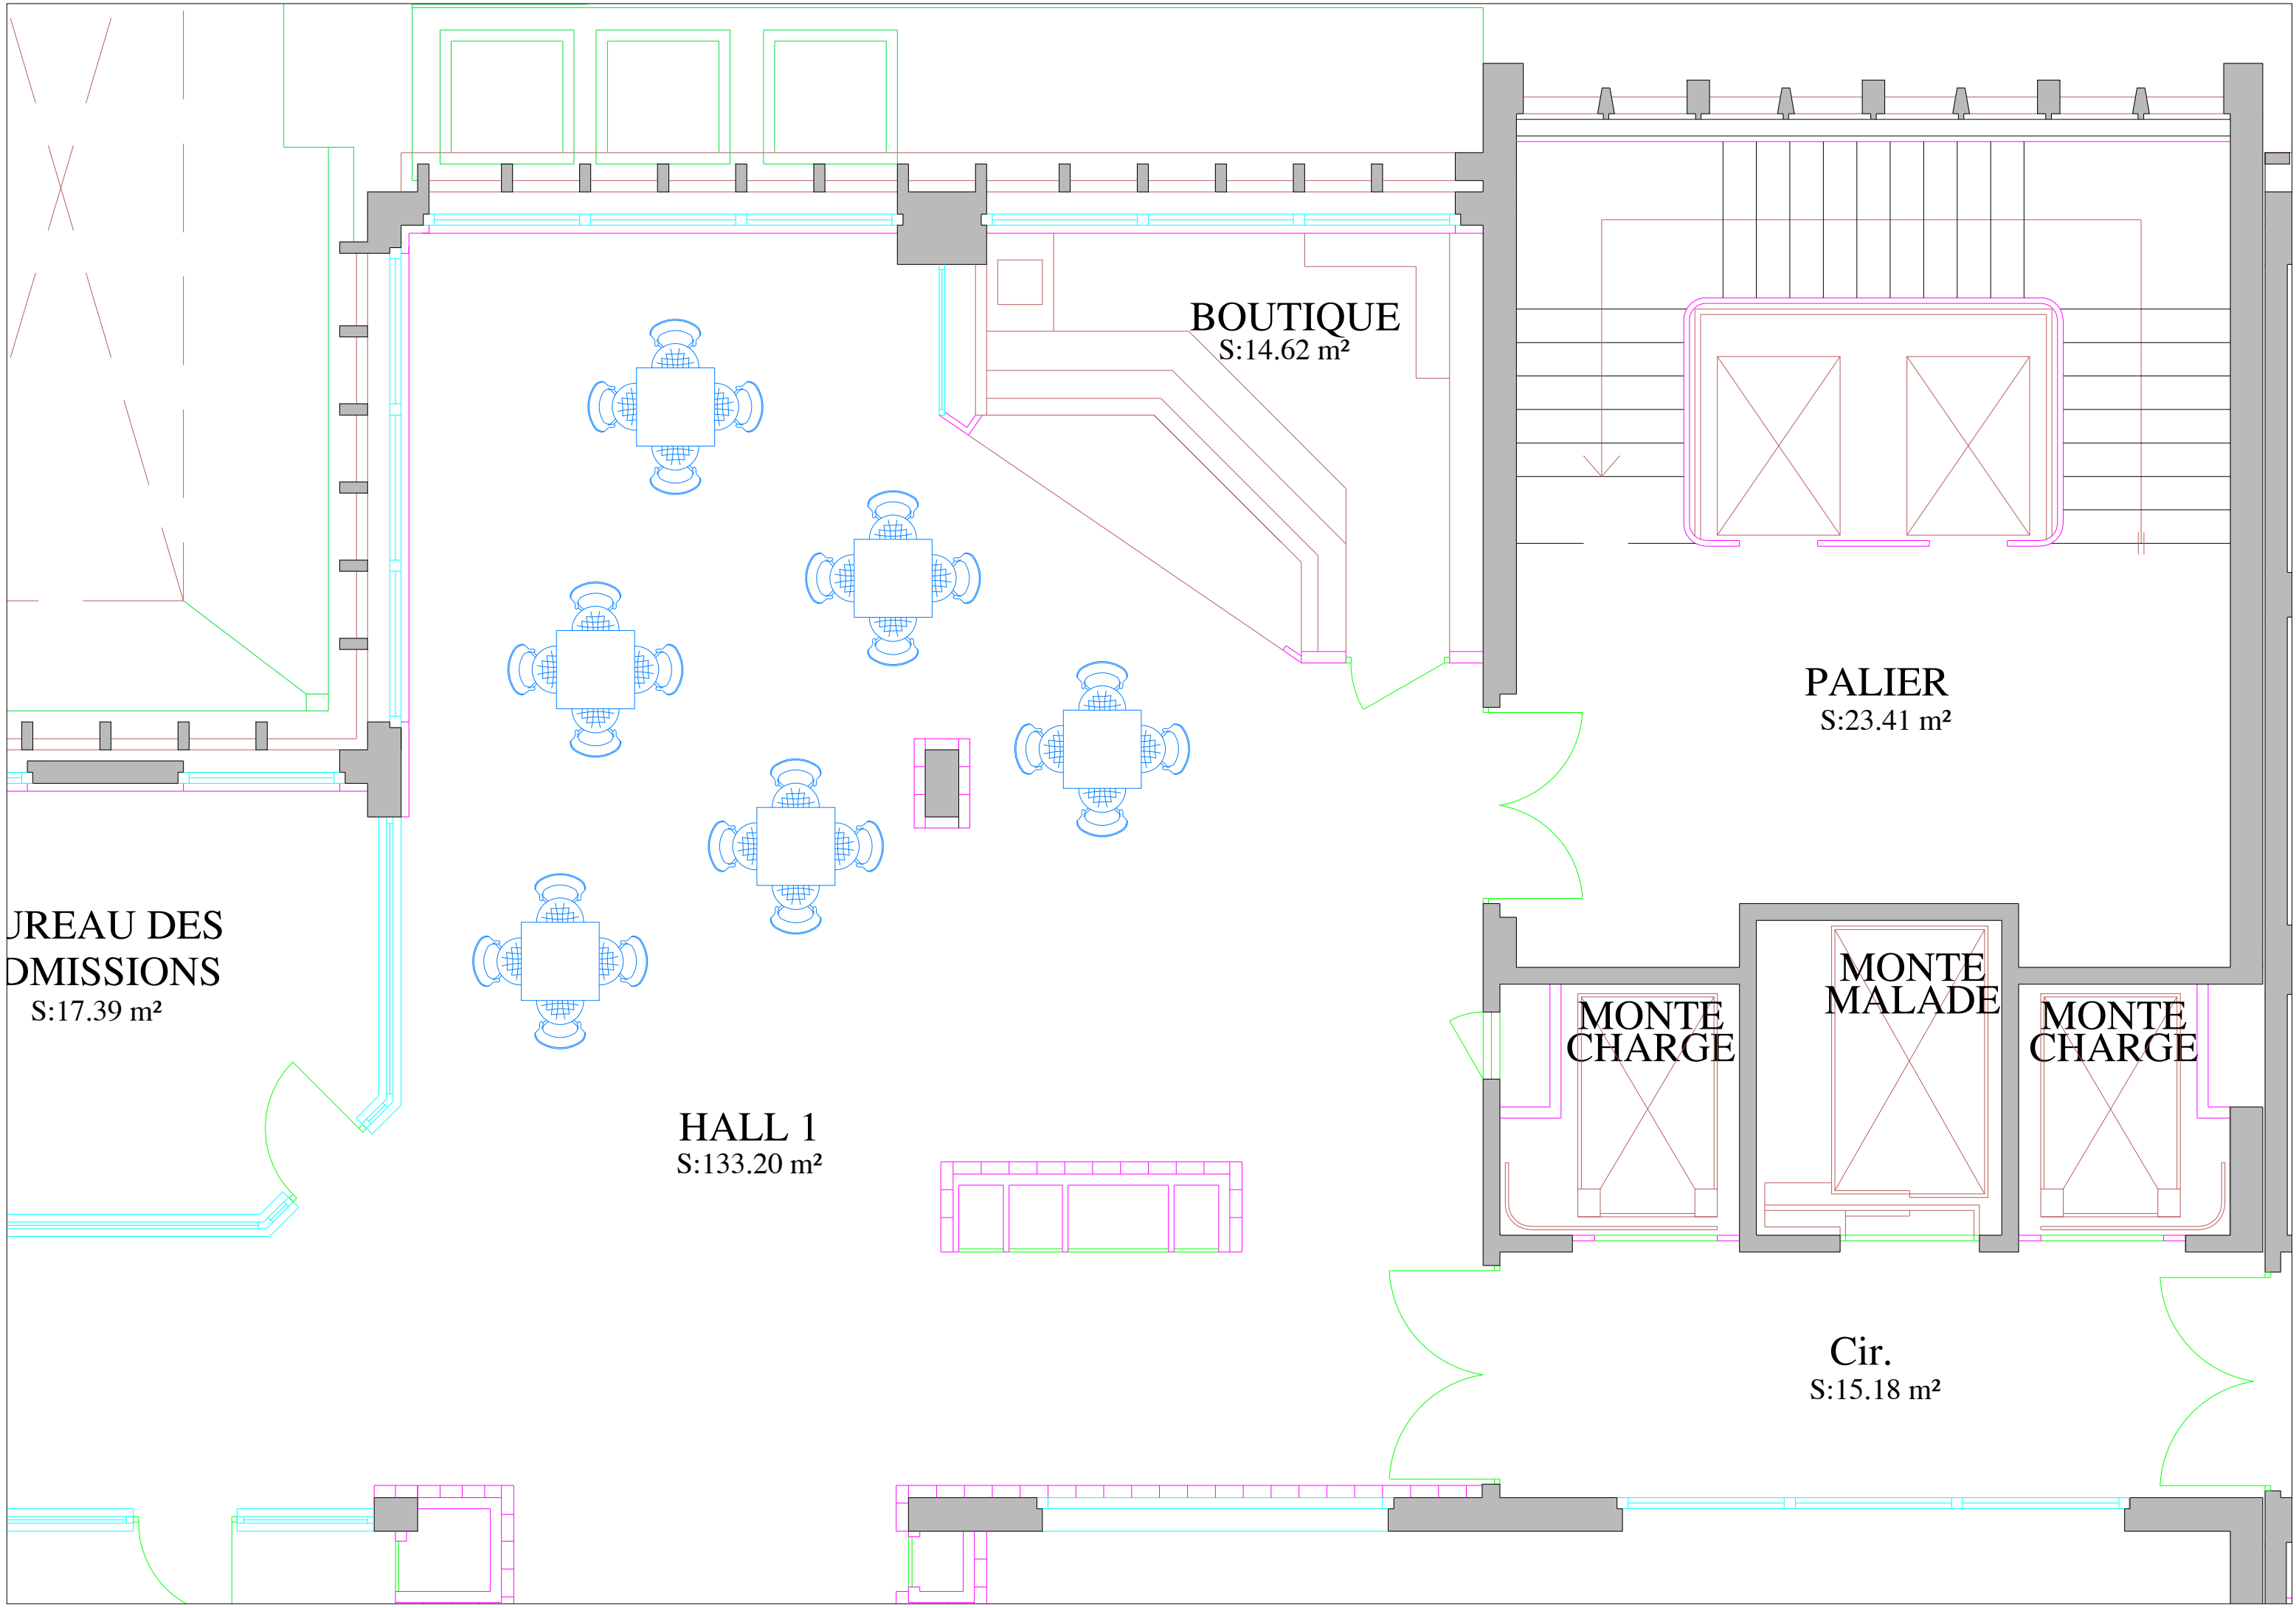 BOUTIQUE
S:14.62 m²
PALIER
S:23.41 m²
UREAU DES
DMISSIONS
S:17.39 m²
MONTE
CHARGE
MONTE
MALADE
MONTE
CHARGE
HALL 1
S:133.20 m²
Cir.
S:15.18 m²